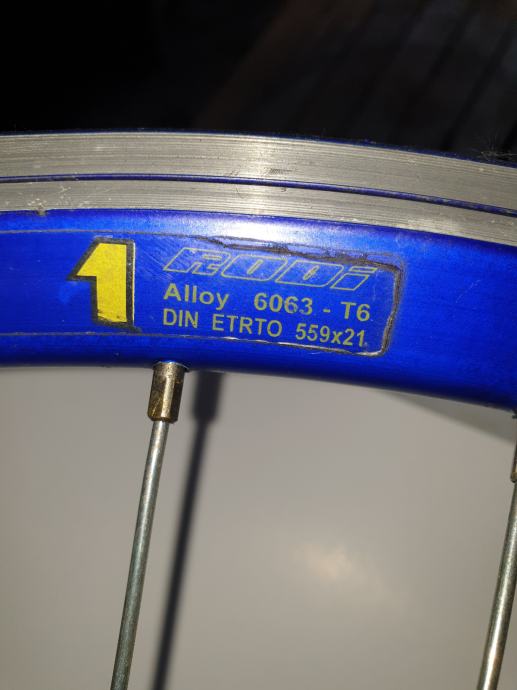 1
RODI
Alloy 6063 - T6
DIN ETRTO 559x21